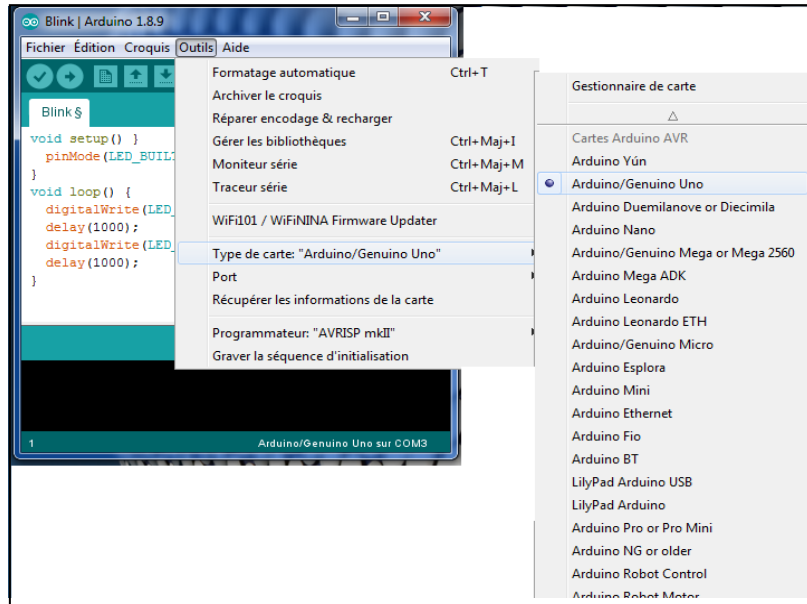 Blink | Arduino 1.8.9
Fichier Édition Croquis Outils Aide
Blink §
void setup() }
pinMode(LED_BUILT
}
void loop() {
digitalWrite(LED_
delay(1000);
digitalWrite(LED_
delay(1000);
}
1
Arduino/Genuino Uno sur COM3
Formatage automatique Ctrl+T
Archiver le croquis
Réparer encodage & recharger
Gérer les bibliothèques Ctrl+Maj+I
Moniteur série Ctrl+Maj+M
Traceur série Ctrl+Maj+L
WiFi101 / WiFiNINA Firmware Updater
Type de carte: "Arduino/Genuino Uno"
Port
Récupérer les informations de la carte
Programmateur: "AVRISP mkII"
Graver la séquence d'initialisation
Gestionnaire de carte
Cartes Arduino AVR
Arduino Yún
Arduino/Genuino Uno
Arduino Duemilanove or Diecimila
Arduino Nano
Arduino/Genuino Mega or Mega 2560
Arduino Mega ADK
Arduino Leonardo
Arduino Leonardo ETH
Arduino/Genuino Micro
Arduino Esplora
Arduino Mini
Arduino Ethernet
Arduino Fio
Arduino BT
LilyPad Arduino USB
LilyPad Arduino
Arduino Pro or Pro Mini
Arduino NG or older
Arduino Robot Control
Arduino Robot Motor